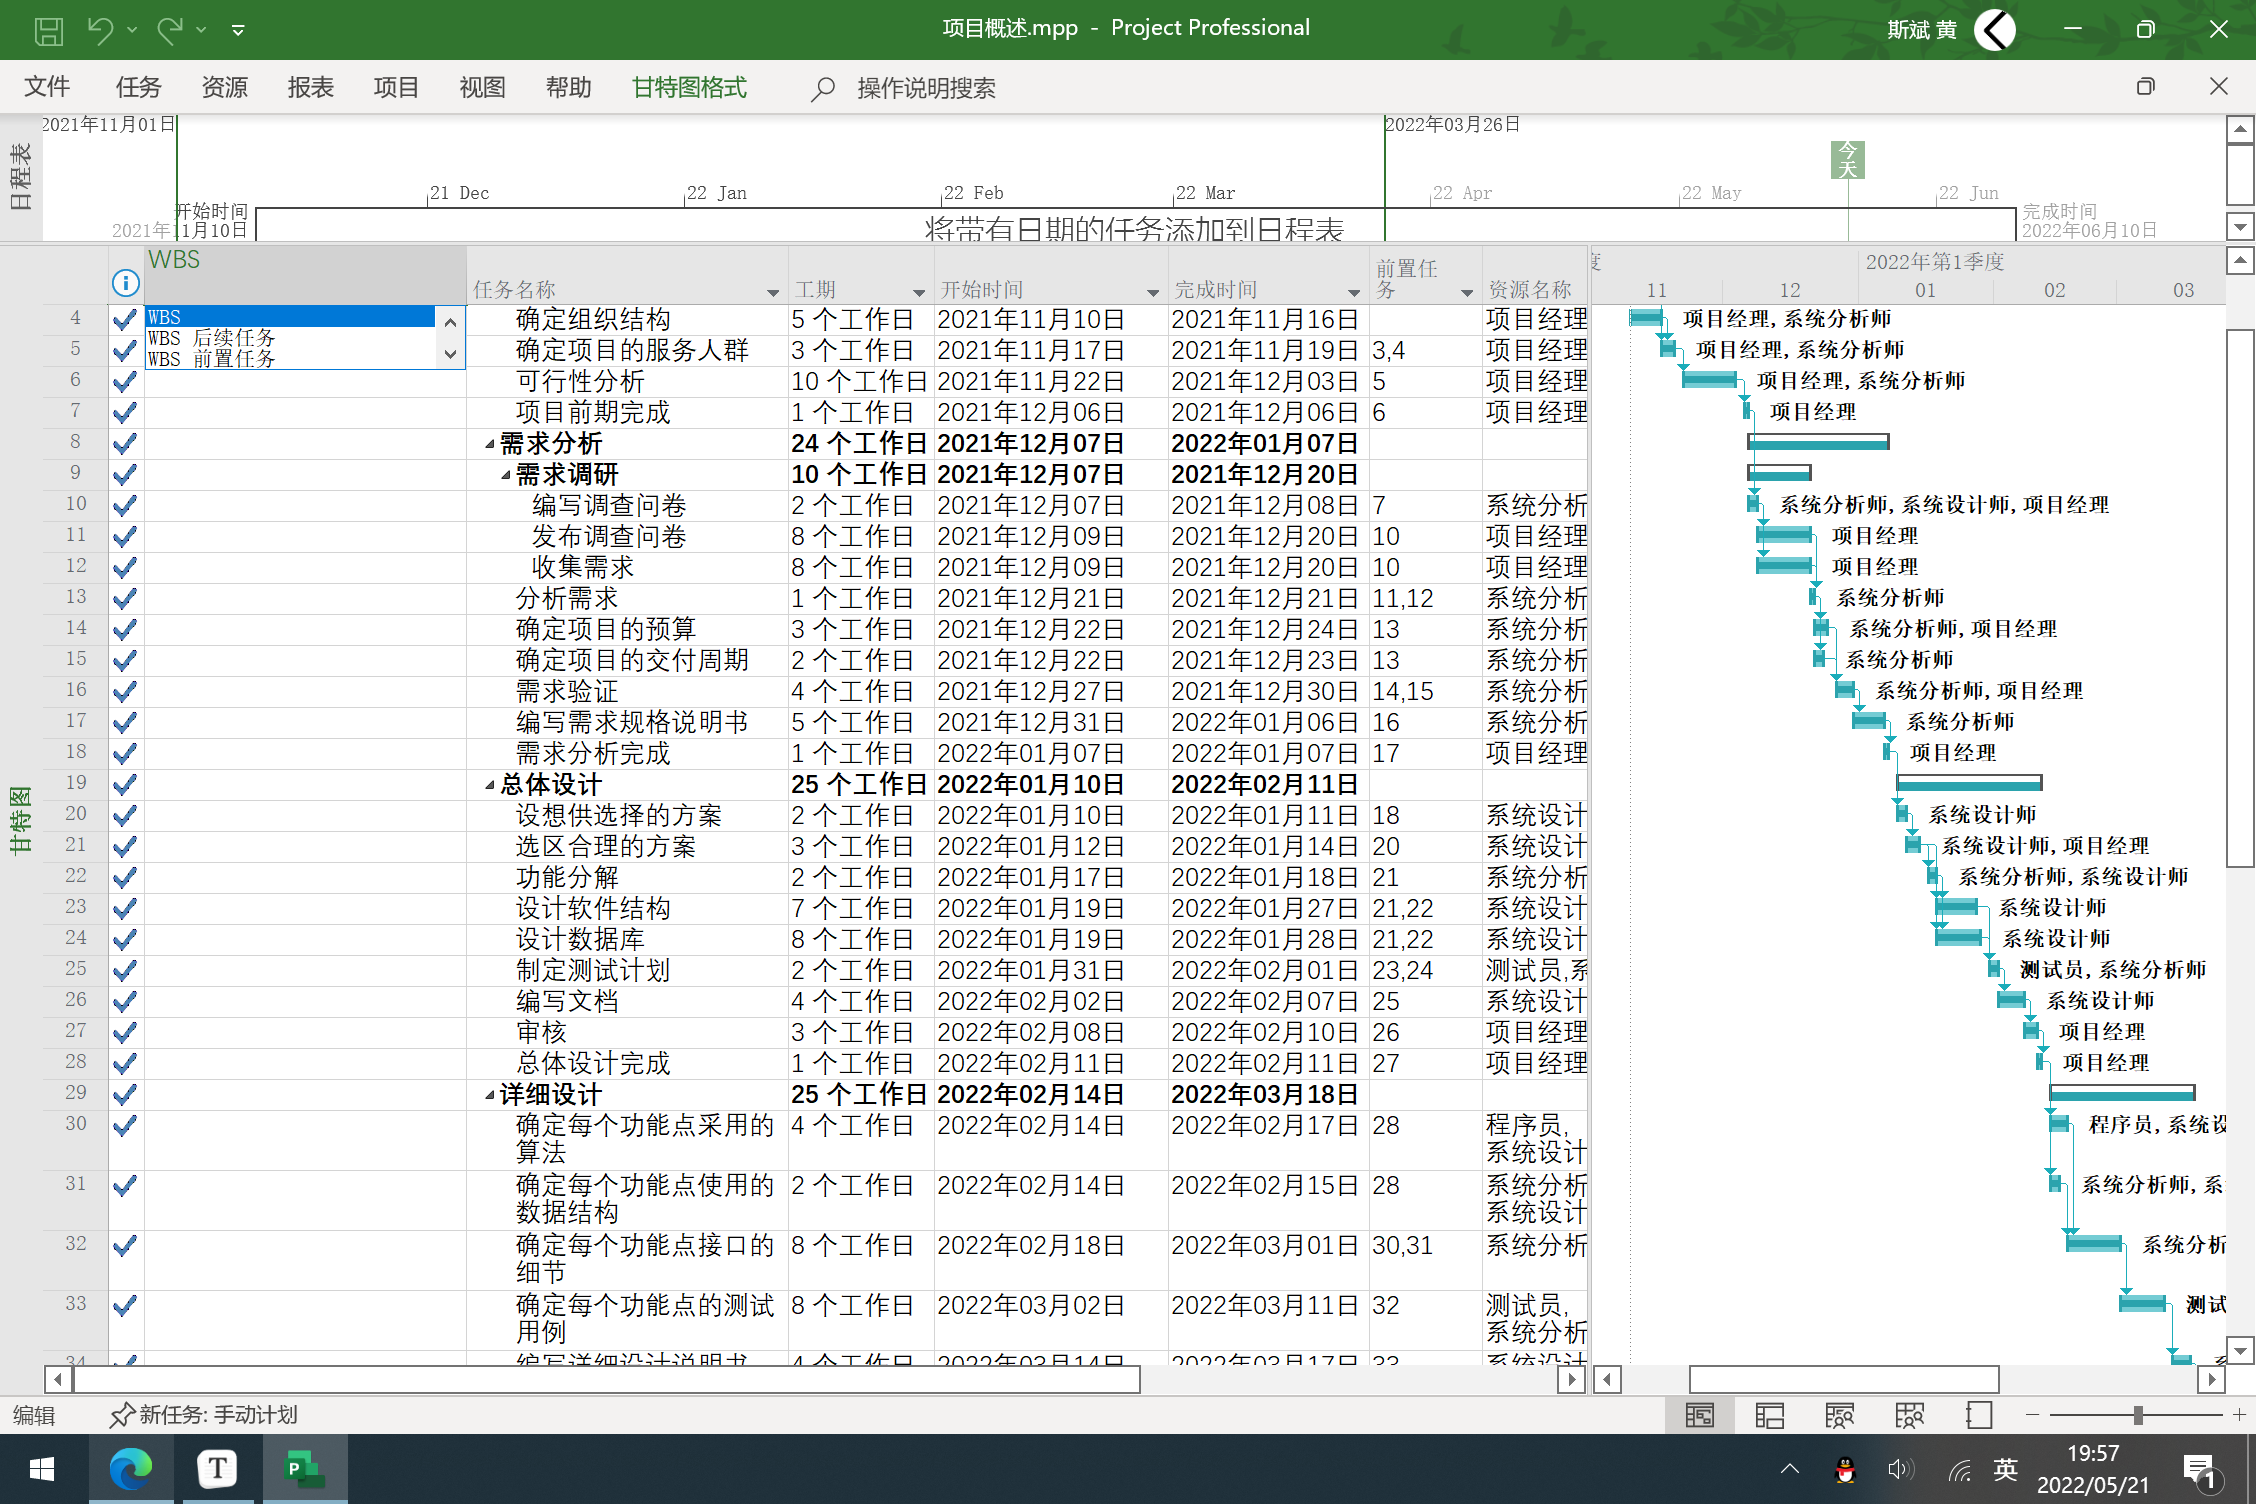 项目概述.mpp - Project Professional
斯斌 黄
文件 任务 资源 报表 项目 视图 帮助 甘特图格式 操作说明搜索
日程表
2021年11月01日
2022年03月26日
今天
21 Dec 22 Jan 22 Feb 22 Mar 22 Apr 22 May 22 Jun
开始时间
2021年11月10日
将带有日期的任务添加到日程表
完成时间
2022年06月10日
甘特图
WBS 任务名称 工期 开始时间 完成时间 前置任务 资源名称
度 2022年第1季度
11 12 01 02 03
WBS
WBS 后续任务
WBS 前置任务
4 确定组织结构 5 个工作日 2021年11月10日 2021年11月16日 项目经理 项目经理,系统分析师
5 确定项目的服务人群 3 个工作日 2021年11月17日 2021年11月19日 3,4 项目经理 项目经理,系统分析师
6 可行性分析 10 个工作日 2021年11月22日 2021年12月03日 5 项目经理 项目经理,系统分析师
7 项目前期完成 1 个工作日 2021年12月06日 2021年12月06日 6 项目经理 项目经理
8 需求分析 24 个工作日 2021年12月07日 2022年01月07日
9 需求调研 10 个工作日 2021年12月07日 2021年12月20日
10 编写调查问卷 2 个工作日 2021年12月07日 2021年12月08日 7 系统分析 系统分析师,系统设计师,项目经理
11 发布调查问卷 8 个工作日 2021年12月09日 2021年12月20日 10 项目经理 项目经理
12 收集需求 8 个工作日 2021年12月09日 2021年12月20日 10 项目经理 项目经理
13 分析需求 1 个工作日 2021年12月21日 2021年12月21日 11,12 系统分析 系统分析师
14 确定项目的预算 3 个工作日 2021年12月22日 2021年12月24日 13 系统分析 系统分析师,项目经理
15 确定项目的交付周期 2 个工作日 2021年12月22日 2021年12月23日 13 系统分析 系统分析师
16 需求验证 4 个工作日 2021年12月27日 2021年12月30日 14,15 系统分析 系统分析师,项目经理
17 编写需求规格说明书 5 个工作日 2021年12月31日 2022年01月06日 16 系统分析 系统分析师
18 需求分析完成 1 个工作日 2022年01月07日 2022年01月07日 17 项目经理 项目经理
19 总体设计 25 个工作日 2022年01月10日 2022年02月11日
20 设想供选择的方案 2 个工作日 2022年01月10日 2022年01月11日 18 系统设计 系统设计师
21 选区合理的方案 3 个工作日 2022年01月12日 2022年01月14日 20 系统设计 系统设计师,项目经理
22 功能分解 2 个工作日 2022年01月17日 2022年01月18日 21 系统分析 系统分析师,系统设计师
23 设计软件结构 7 个工作日 2022年01月19日 2022年01月27日 21,22 系统设计 系统设计师
24 设计数据库 8 个工作日 2022年01月19日 2022年01月28日 21,22 系统设计 系统设计师
25 制定测试计划 2 个工作日 2022年01月31日 2022年02月01日 23,24 测试员,系 测试员,系统分析师
26 编写文档 4 个工作日 2022年02月02日 2022年02月07日 25 系统设计 系统设计师
27 审核 3 个工作日 2022年02月08日 2022年02月10日 26 项目经理 项目经理
28 总体设计完成 1 个工作日 2022年02月11日 2022年02月11日 27 项目经理 项目经理
29 详细设计 25 个工作日 2022年02月14日 2022年03月18日
30 确定每个功能点采用的 4 个工作日 2022年02月14日 2022年02月17日 28 程序员, 程序员,系统设
算法 系统设计
31 确定每个功能点使用的 2 个工作日 2022年02月14日 2022年02月15日 28 系统分析 系统分析师,系
数据结构 系统设计
32 确定每个功能点接口的 8 个工作日 2022年02月18日 2022年03月01日 30,31 系统分析 系统分析
细节
33 确定每个功能点的测试 8 个工作日 2022年03月02日 2022年03月11日 32 测试员, 测试
用例 系统分析
34 编写详细设计说明书 4 个工作日 2022年03月14日 2022年03月17日 33 系统设计
编辑 新任务: 手动计划
英
19:57
2022/05/21
1